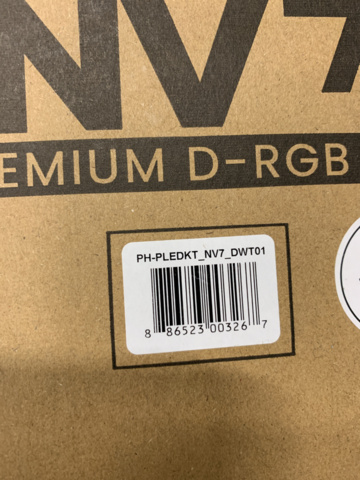 NV7
EMIUM D-RGB
PH-PLEDKT_NV7_DWT01
8 86523 00326 7